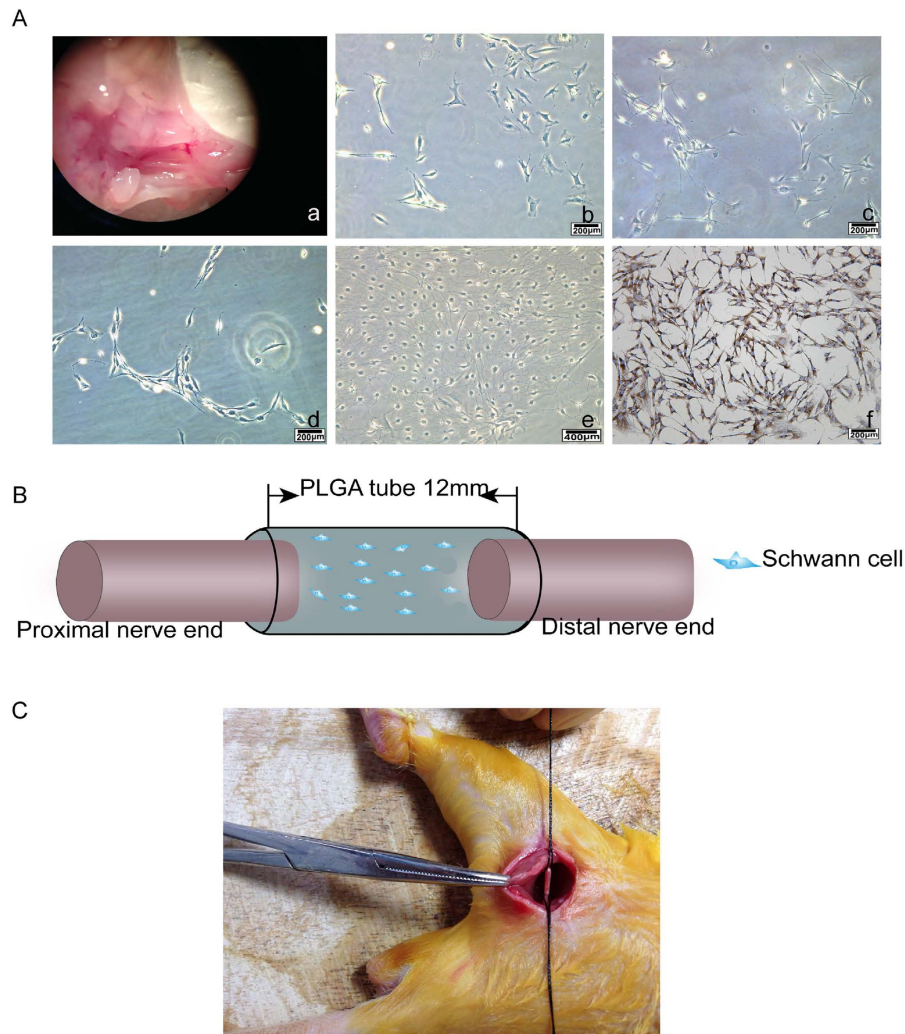 A
a
b
200μm
c
200μm
d
200μm
e
400μm
f
200μm
B
PLGA tube 12mm
Schwann cell
Proximal nerve end
Distal nerve end
C